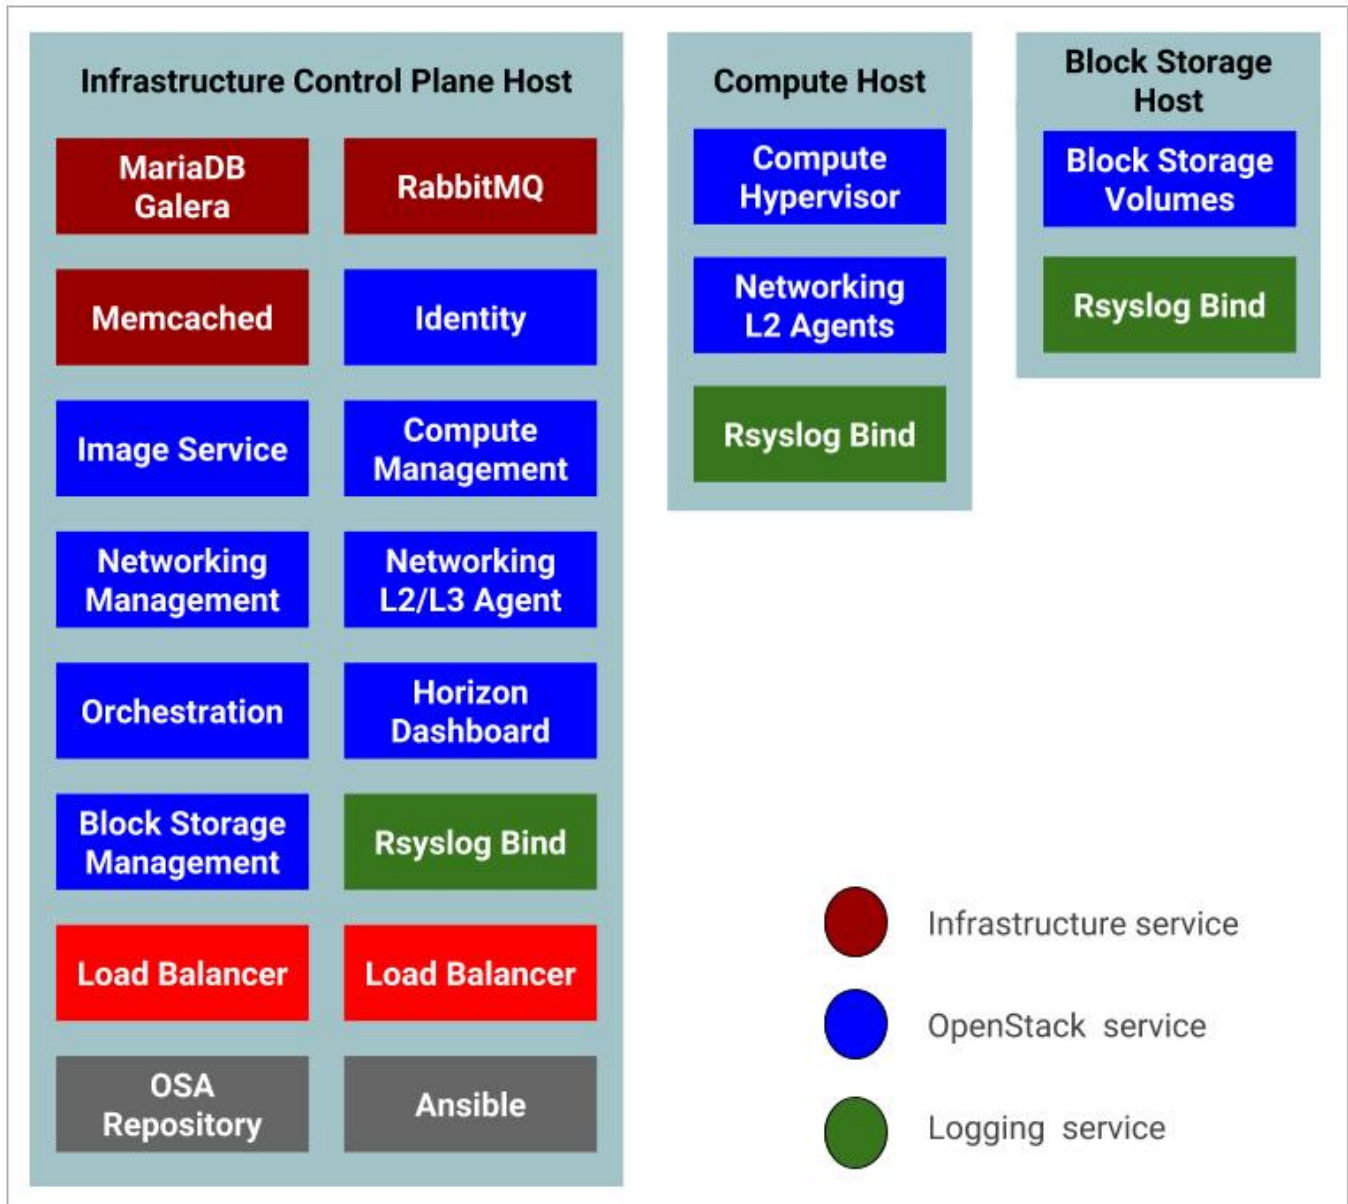 Infrastructure Control Plane Host
MariaDB
Galera
RabbitMQ
Memcached
Identity
Image Service
Compute
Management
Networking
Management
Networking
L2/L3 Agent
Orchestration
Horizon
Dashboard
Block Storage
Management
Rsyslog Bind
Load Balancer
Load Balancer
OSA
Repository
Ansible
Compute Host
Compute
Hypervisor
Networking
L2 Agents
Rsyslog Bind
Block Storage
Host
Block Storage
Volumes
Rsyslog Bind
Infrastructure service
OpenStack service
Logging service